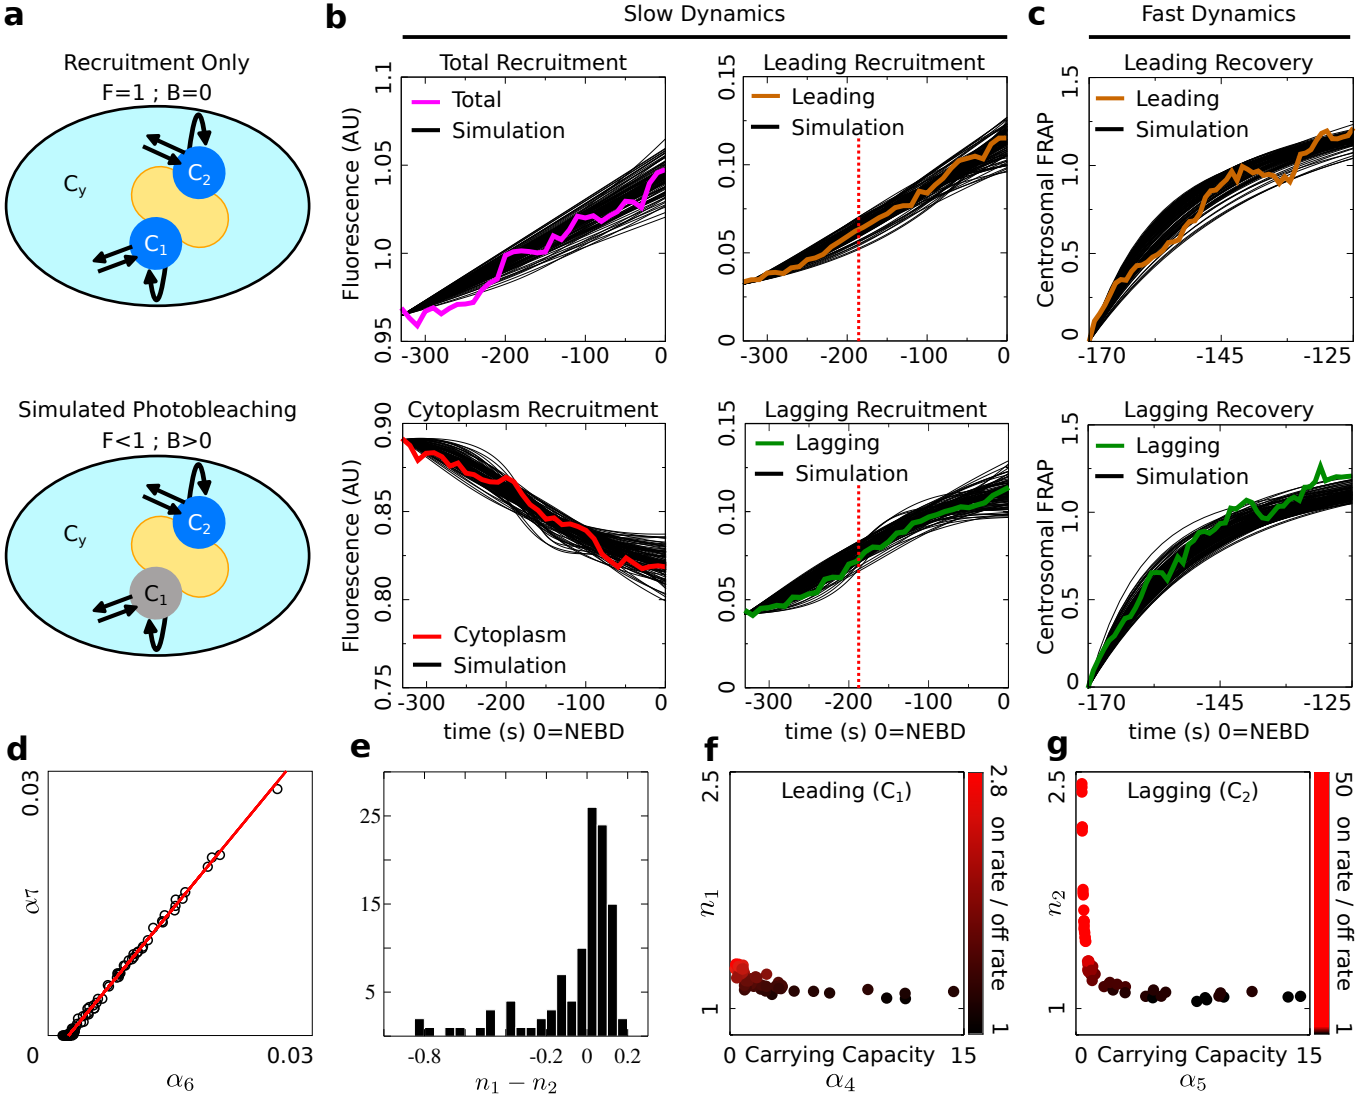 a
Recruitment Only
F=1 ; B=0
C2
Cy
C1
Simulated Photobleaching
F<1 ; B>0
C2
Cy
C1
b
Slow Dynamics
Total Recruitment
Total
Simulation
Fluorescence (AU)
1.1
1.05
1.0
0.95
-300 -200 -100 0
Leading Recruitment
Leading
Simulation
0.15
0.10
0.05
0
-300 -200 -100 0
Cytoplasm Recruitment
Cytoplasm
Simulation
Fluorescence (AU)
0.90
0.85
0.80
0.75
-300 -200 -100 0
Lagging Recruitment
Lagging
Simulation
0.15
0.10
0.05
0
-300 -200 -100 0
time (s) 0=NEBD
c
Fast Dynamics
Leading Recovery
Leading
Simulation
Centrosomal FRAP
1.5
1.0
0.5
0
-170 -145 -125
Lagging Recovery
Lagging
Simulation
Centrosomal FRAP
1.5
1.0
0.5
0
-170 -145 -125
time (s) 0=NEBD
d
0.03
α7
0 0.03
α6
e
25
15
5
-0.8 -0.2 0 0.2
n1 − n2
f
2.5
Leading (C1)
n1
1
0 Carrying Capacity 15
α4
2.8 on rate / off rate 1
g
2.5
Lagging (C2)
n2
1
0 Carrying Capacity 15
α5
50 on rate / off rate 1